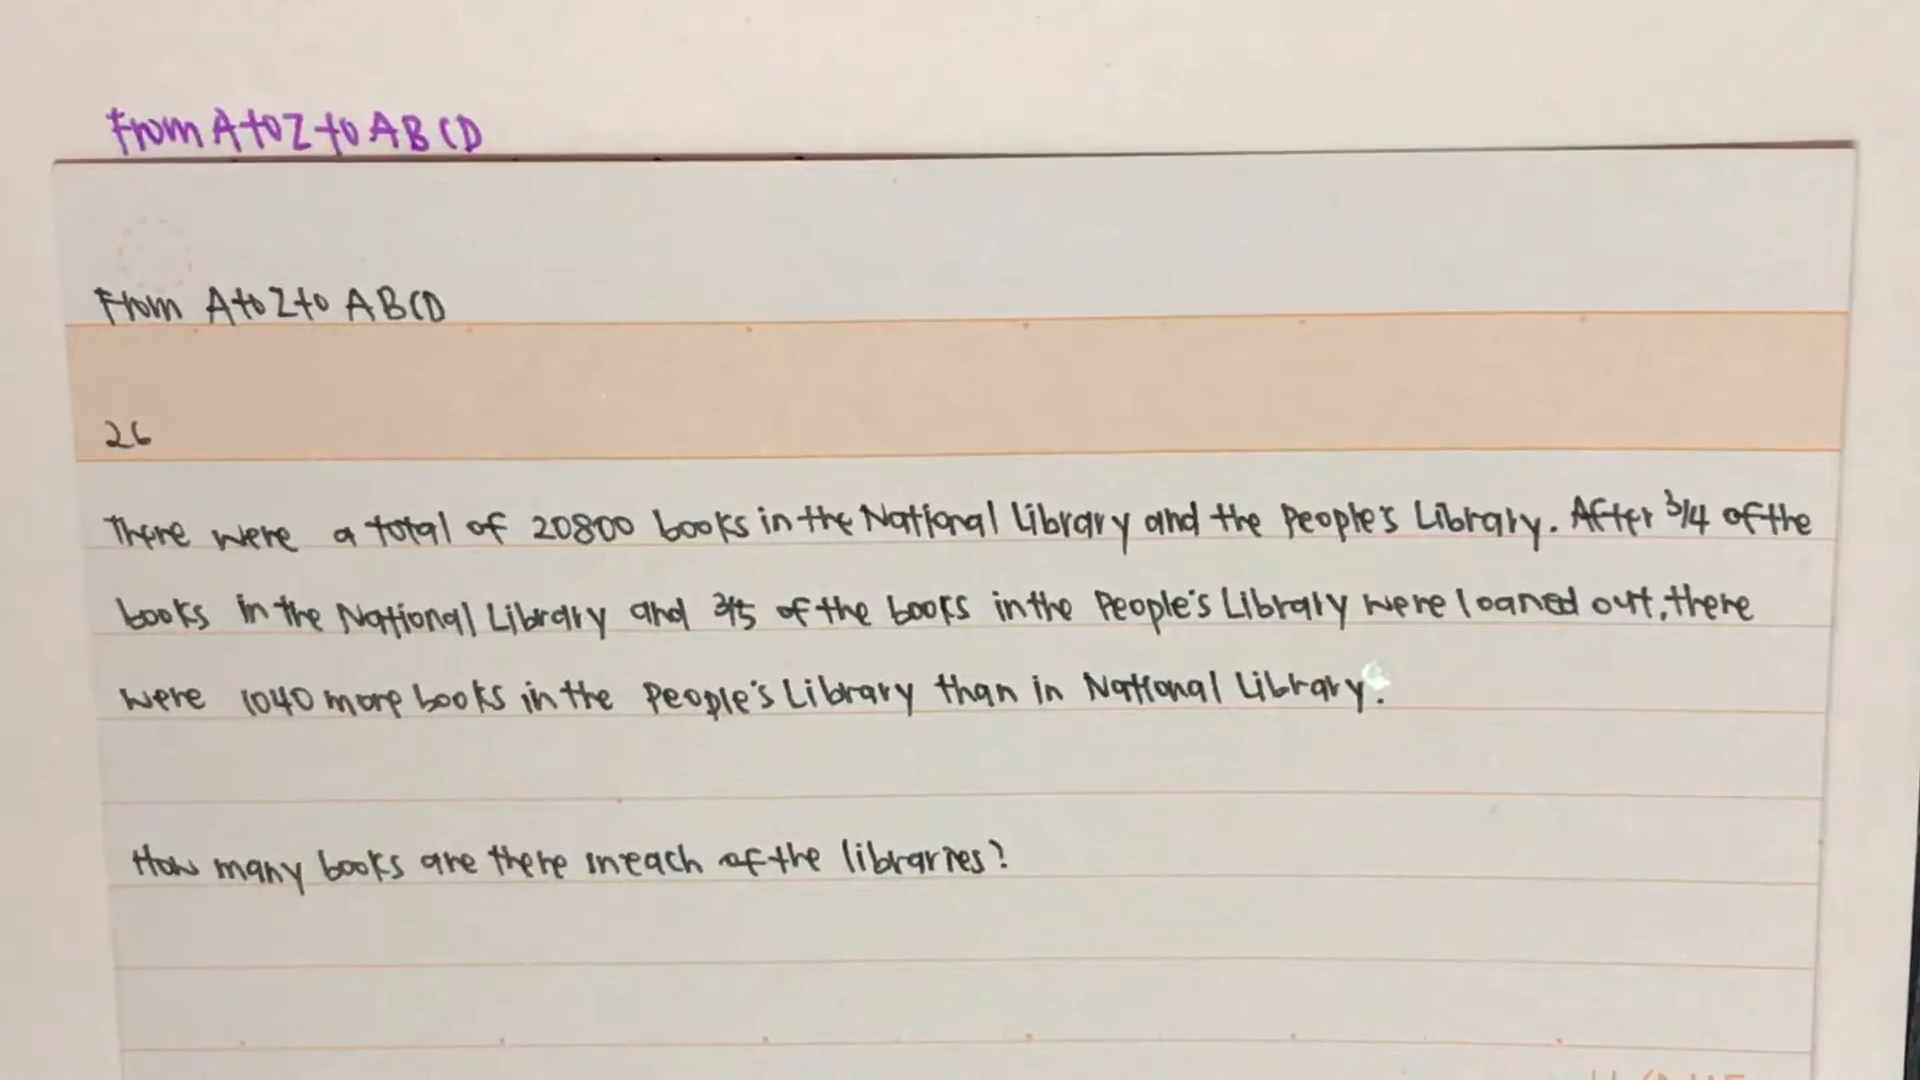 From A to Z to ABCD
From A to Z to ABCD
26
There were a total of 20800 books in the National Library and the People's Library. After 3/4 of the
books in the National Library and 3/5 of the books in the People's Library were loaned out, there
were 1040 more books in the People's Library than in National Library.
How many books are there in each of the libraries?